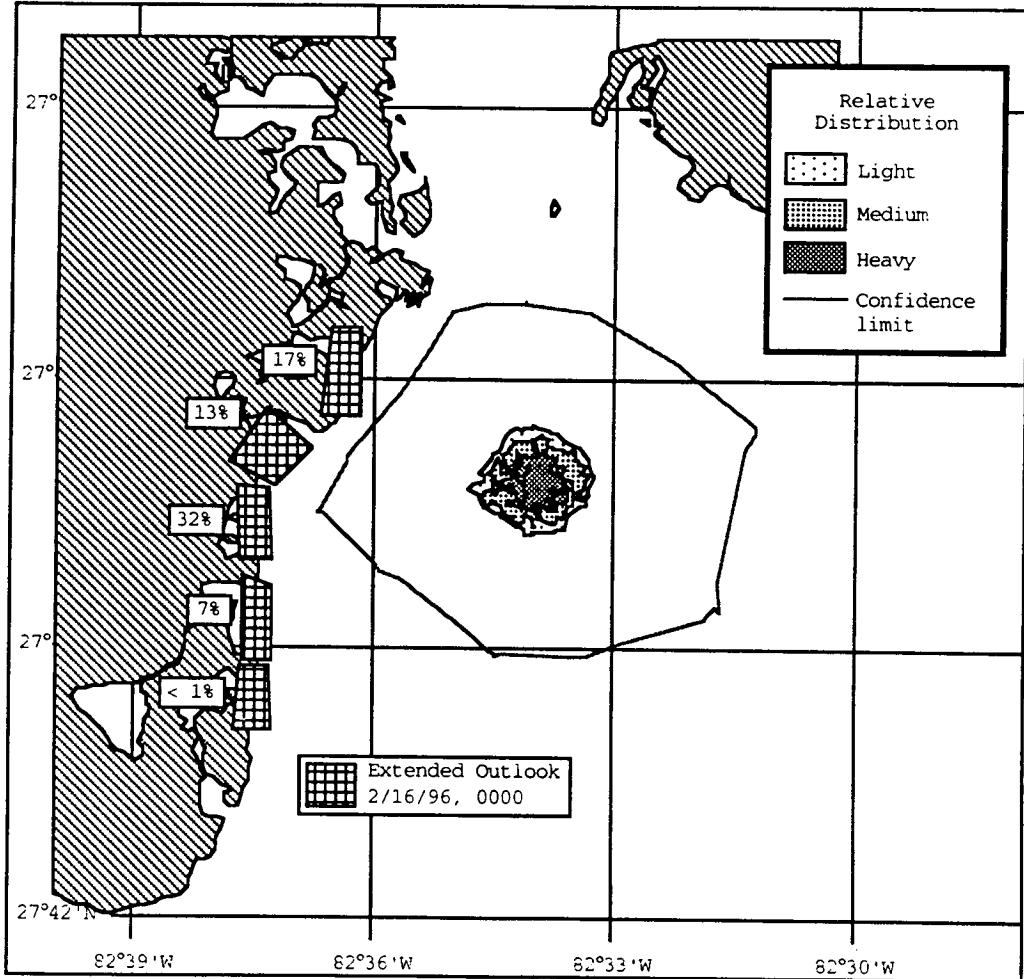 27°
Relative
Distribution
Light
Medium
Heavy
Confidence
limit
17%
27°
13%
32%
7%
27°
< 1%
Extended Outlook
2/16/96, 0000
27°42'N
82°39'W
82°36'W
82°33'W
82°30'W